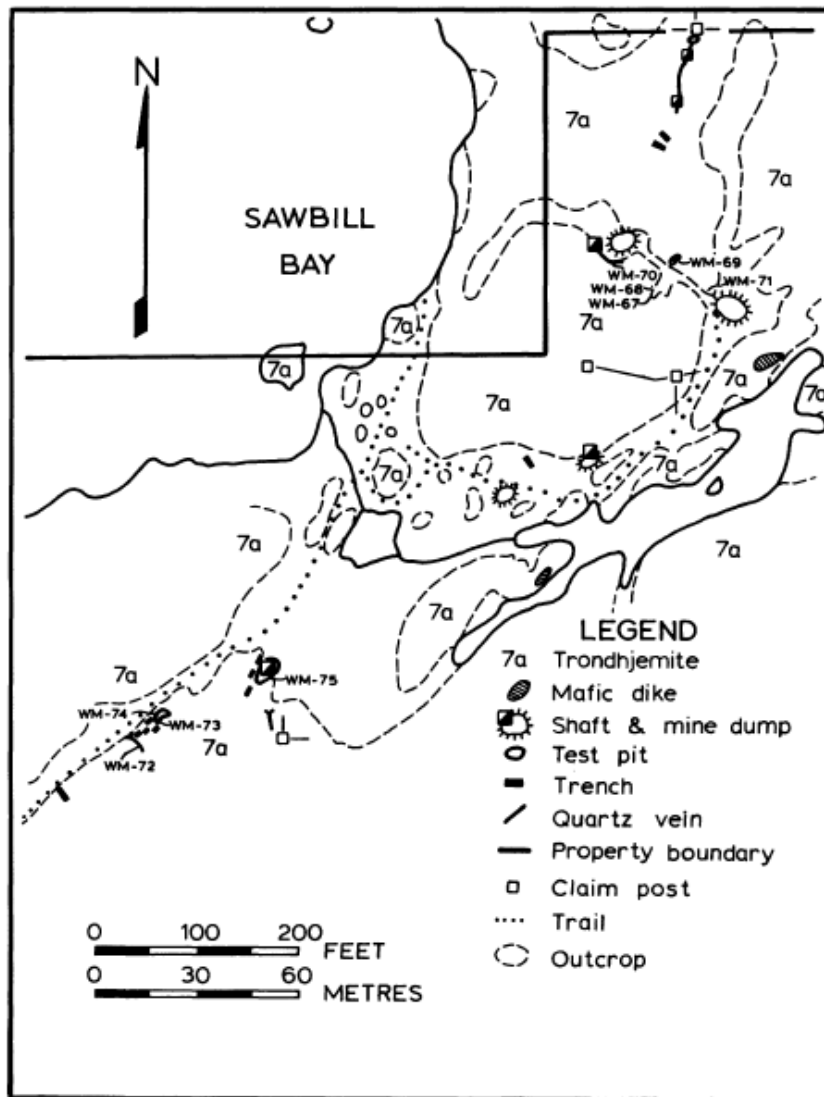 N
7a
7a
SAWBILL
BAY
WM-69
WM-70
WM-71
WM-68
WM-67
7a
7a
7a
7a
7a
7a
7a
7a
7a
7a
7a
LEGEND
7a Trondhjemite
7a
WM-75
Mafic dike
WM-74
WM-73
Shaft & mine dump
7a
WM-72
Test pit
Trench
Quartz vein
Property boundary
Claim post
0 100 200
FEET
Trail
0 30 60
METRES
Outcrop